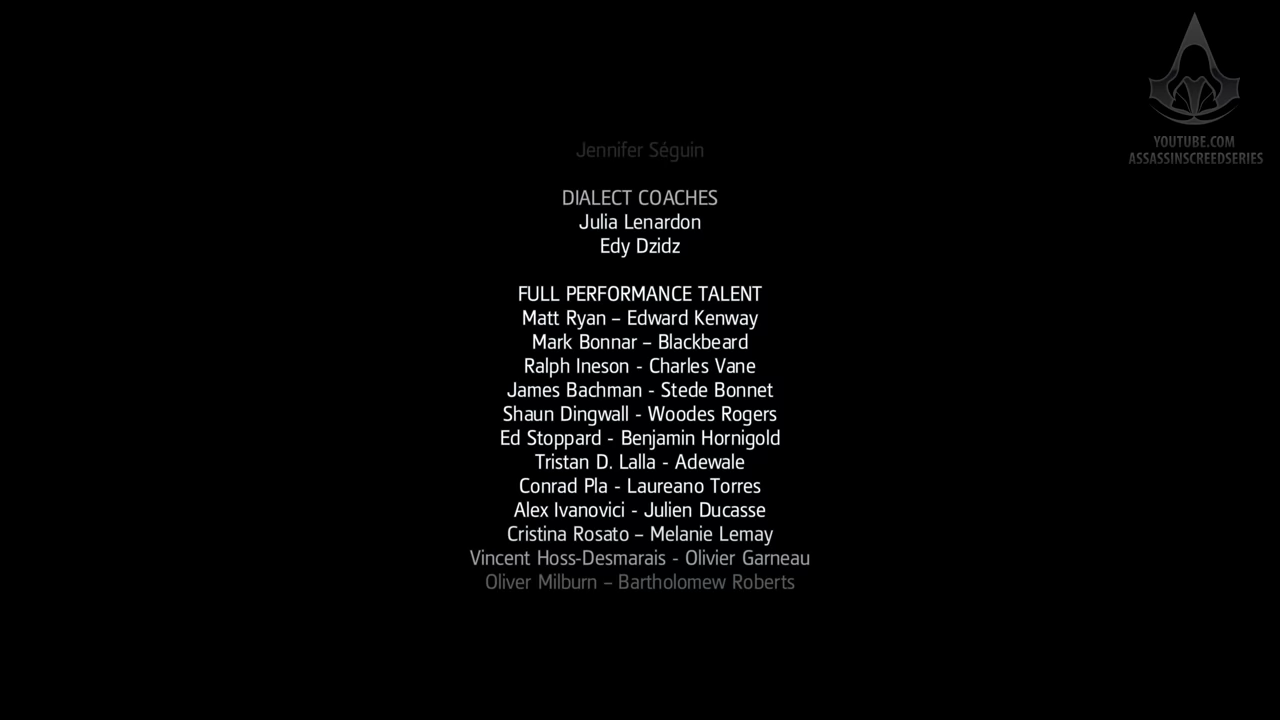 Jennifer Séguin
DIALECT COACHES
Julia Lenardon
Edy Dzidz
FULL PERFORMANCE TALENT
Matt Ryan – Edward Kenway
Mark Bonnar – Blackbeard
Ralph Ineson - Charles Vane
James Bachman - Stede Bonnet
Shaun Dingwall - Woodes Rogers
Ed Stoppard - Benjamin Hornigold
Tristan D. Lalla - Adewale
Conrad Pla - Laureano Torres
Alex Ivanovici - Julien Ducasse
Cristina Rosato – Melanie Lemay
Vincent Hoss-Desmarais - Olivier Garneau
Oliver Milburn – Bartholomew Roberts
YOUTUBE.COM
ASSASSINSCREEDSERIES